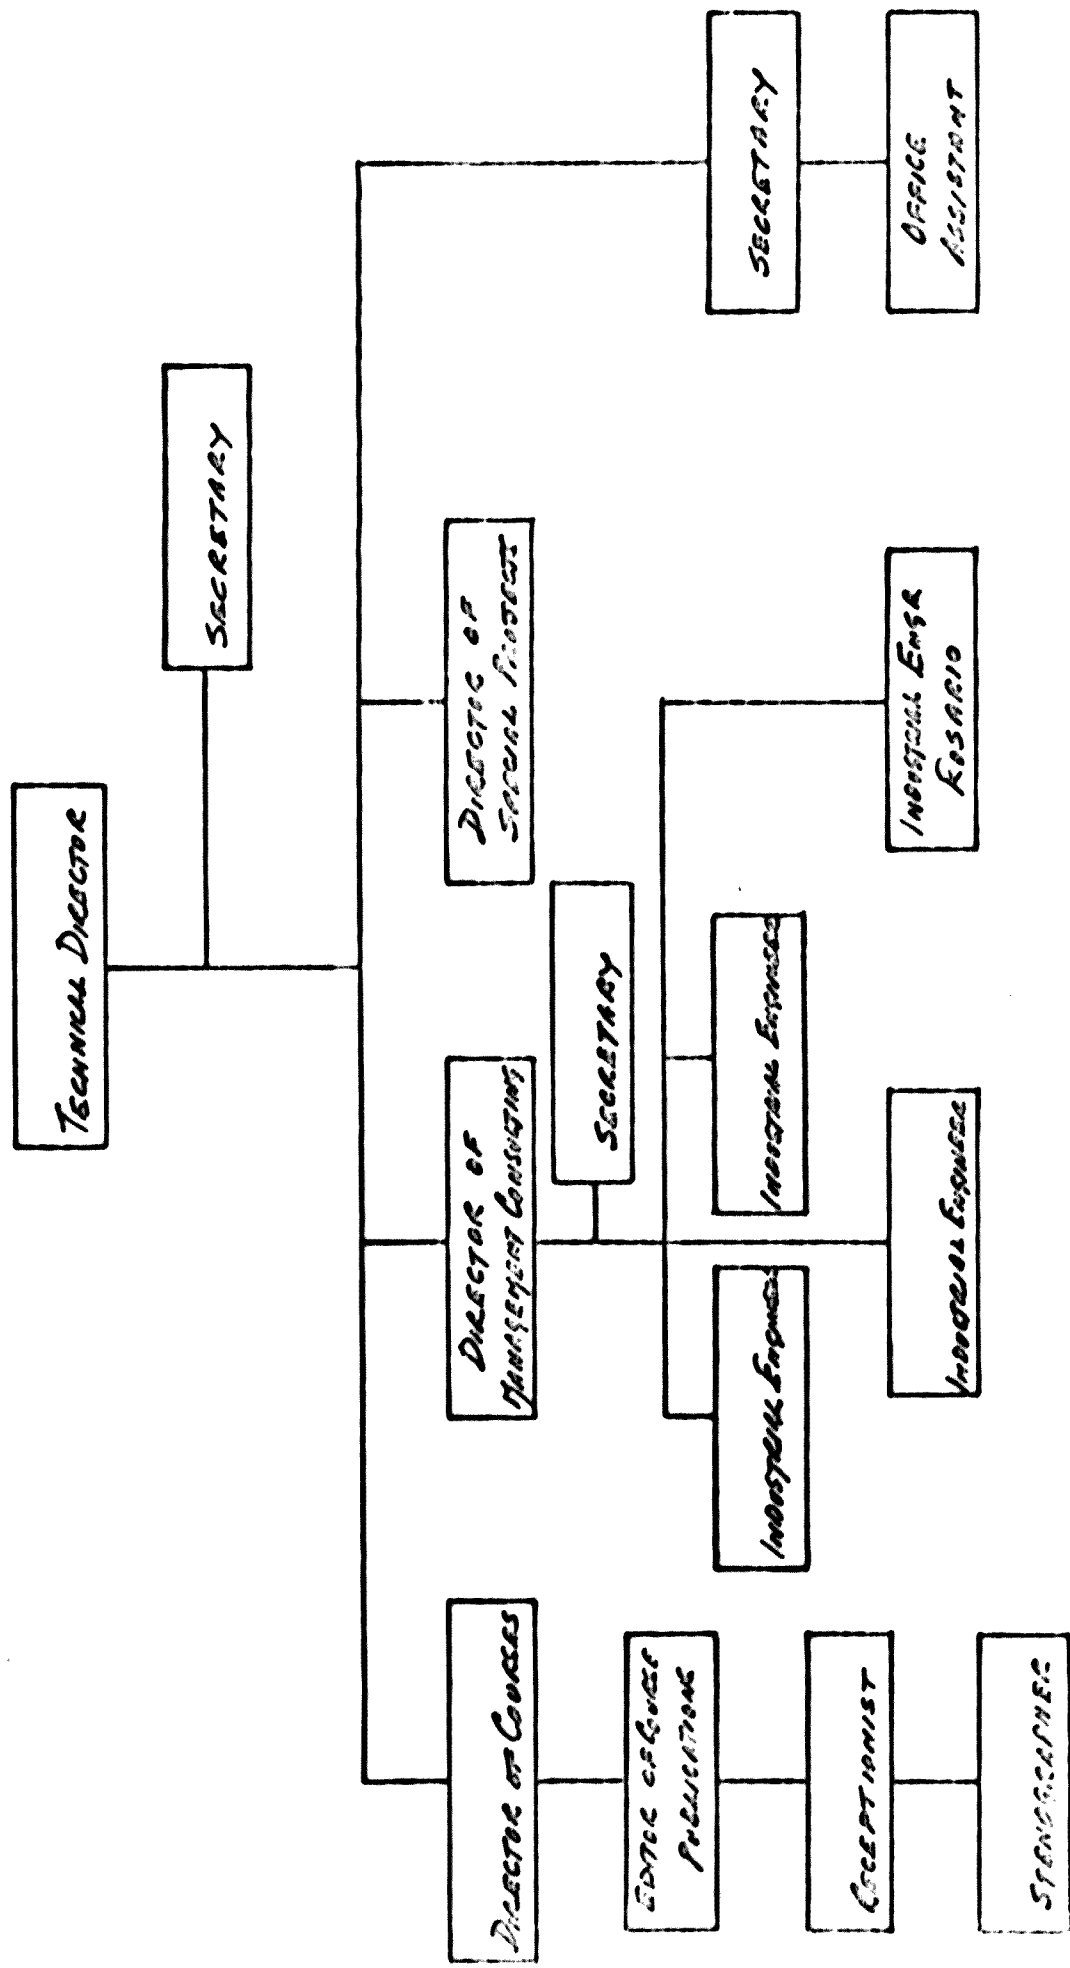 TECHNICAL DIRECTOR
SECRETARY
DIRECTOR OF COURSES
DIRECTOR OF
MANAGEMENT CONSULTING
DIRECTOR OF
SPECIAL PROJECTS
SECRETARY
EDITOR OF COURSE
PUBLICATIONS
INDUSTRIAL ENGINEER
INDUSTRIAL ENGINEER
SECRETARY
RECEPTIONIST
INDUSTRIAL ENGINEER
INDUSTRIAL ENGR
ROSARIO
OFFICE
ASSISTANT
STENOGRAPHER